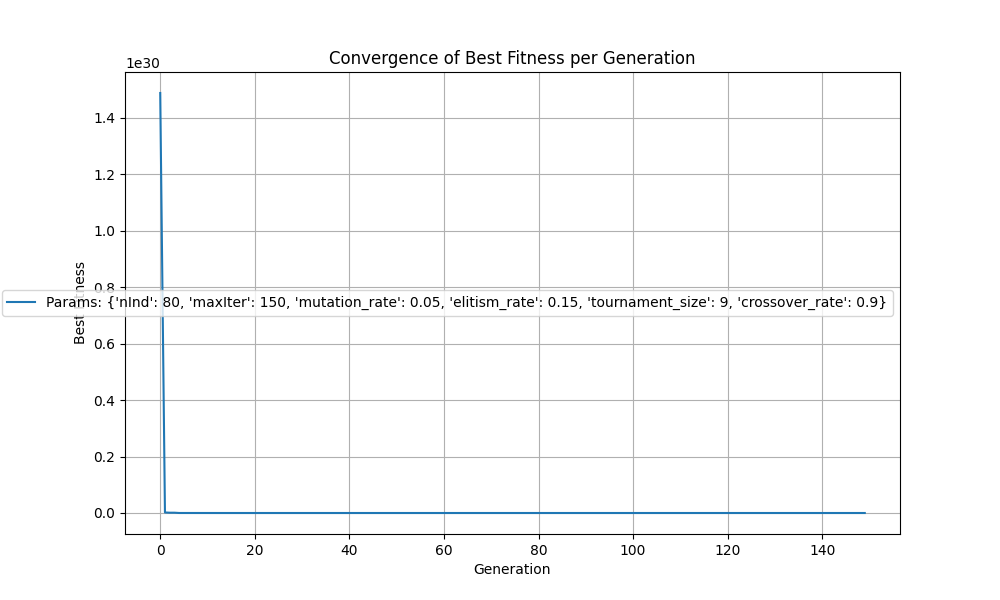 Convergence of Best Fitness per Generation
1e30
1.4
1.2
1.0
0.8
Params: {'nInd': 80, 'maxIter': 150, 'mutation_rate': 0.05, 'elitism_rate': 0.15, 'tournament_size': 9, 'crossover_rate': 0.9}
0.6
0.4
0.2
0.0
0 20 40 60 80 100 120 140
Generation
Best Fitness